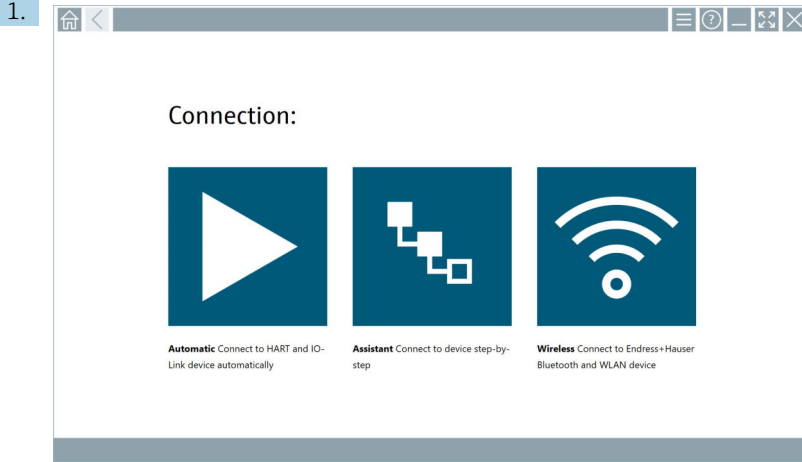 1.
?
Connection:
Automatic Connect to HART and IO-
Link device automatically
Assistant Connect to device step-by-
step
Wireless Connect to Endress+Hauser
Bluetooth and WLAN device